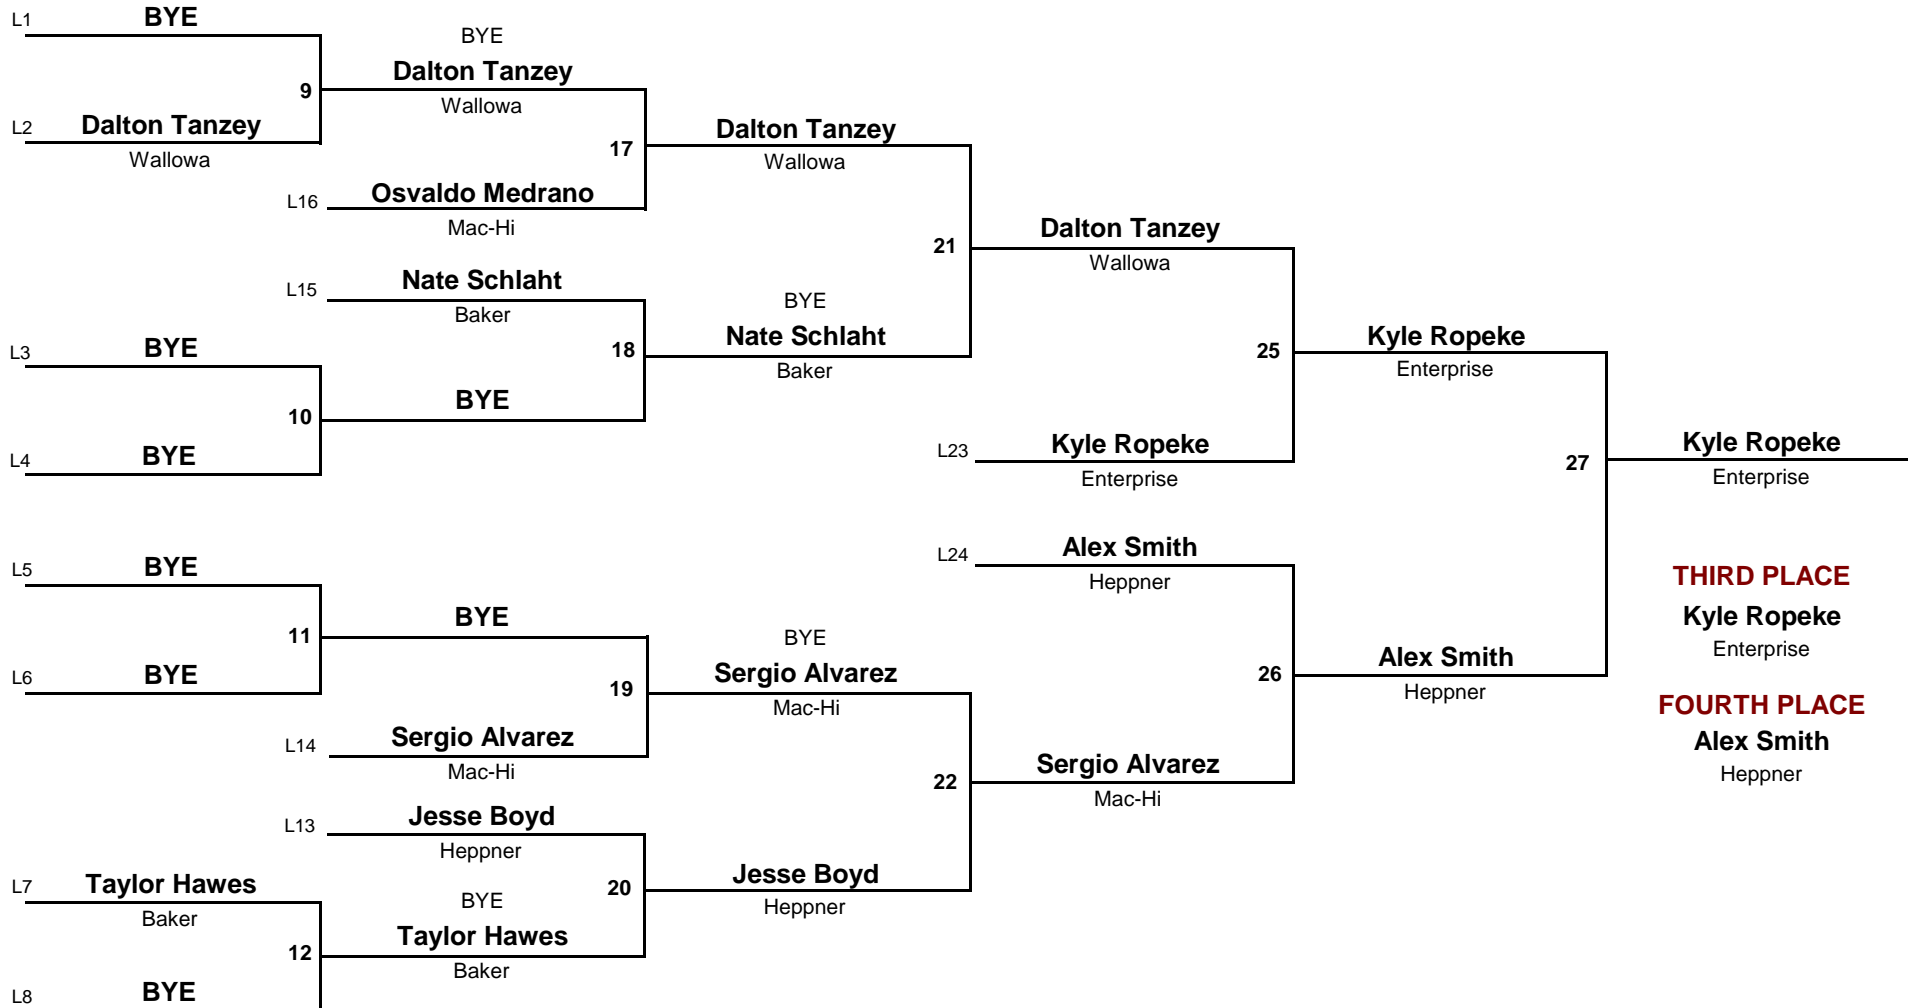 L1
BYE
BYE
Dalton Tanzey
9
Wallowa
L2
Dalton Tanzey
Wallowa
Dalton Tanzey
17
Wallowa
L16
Osvaldo Medrano
Mac-Hi
Dalton Tanzey
21
Wallowa
L15
Nate Schlaht
Baker
BYE
Nate Schlaht
Baker
L3
BYE
18
Kyle Ropeke
25
Enterprise
10
BYE
L4
BYE
L23
Kyle Ropeke
Enterprise
27
Kyle Ropeke
Enterprise
L5
BYE
L24
Alex Smith
Heppner
THIRD PLACE
Kyle Ropeke
Enterprise
11
BYE
BYE
Sergio Alvarez
Mac-Hi
L6
BYE
19
26
Alex Smith
Heppner
FOURTH PLACE
Alex Smith
Heppner
L14
Sergio Alvarez
Mac-Hi
22
Sergio Alvarez
Mac-Hi
L13
Jesse Boyd
Heppner
L7
Taylor Hawes
Baker
20
Jesse Boyd
Heppner
BYE
Taylor Hawes
12
Baker
L8
BYE